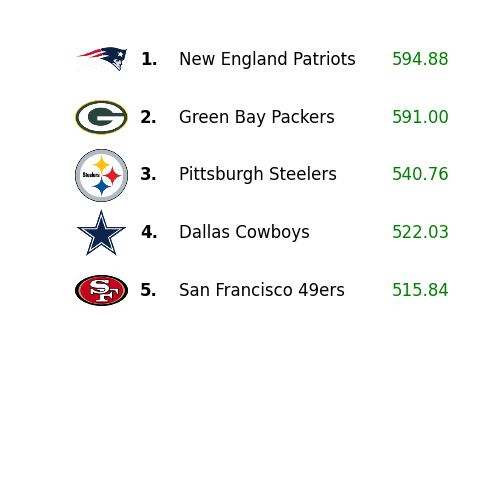 1. New England Patriots 594.88
2. Green Bay Packers 591.00
Steelers 3. Pittsburgh Steelers 540.76
4. Dallas Cowboys 522.03
SF 5. San Francisco 49ers 515.84